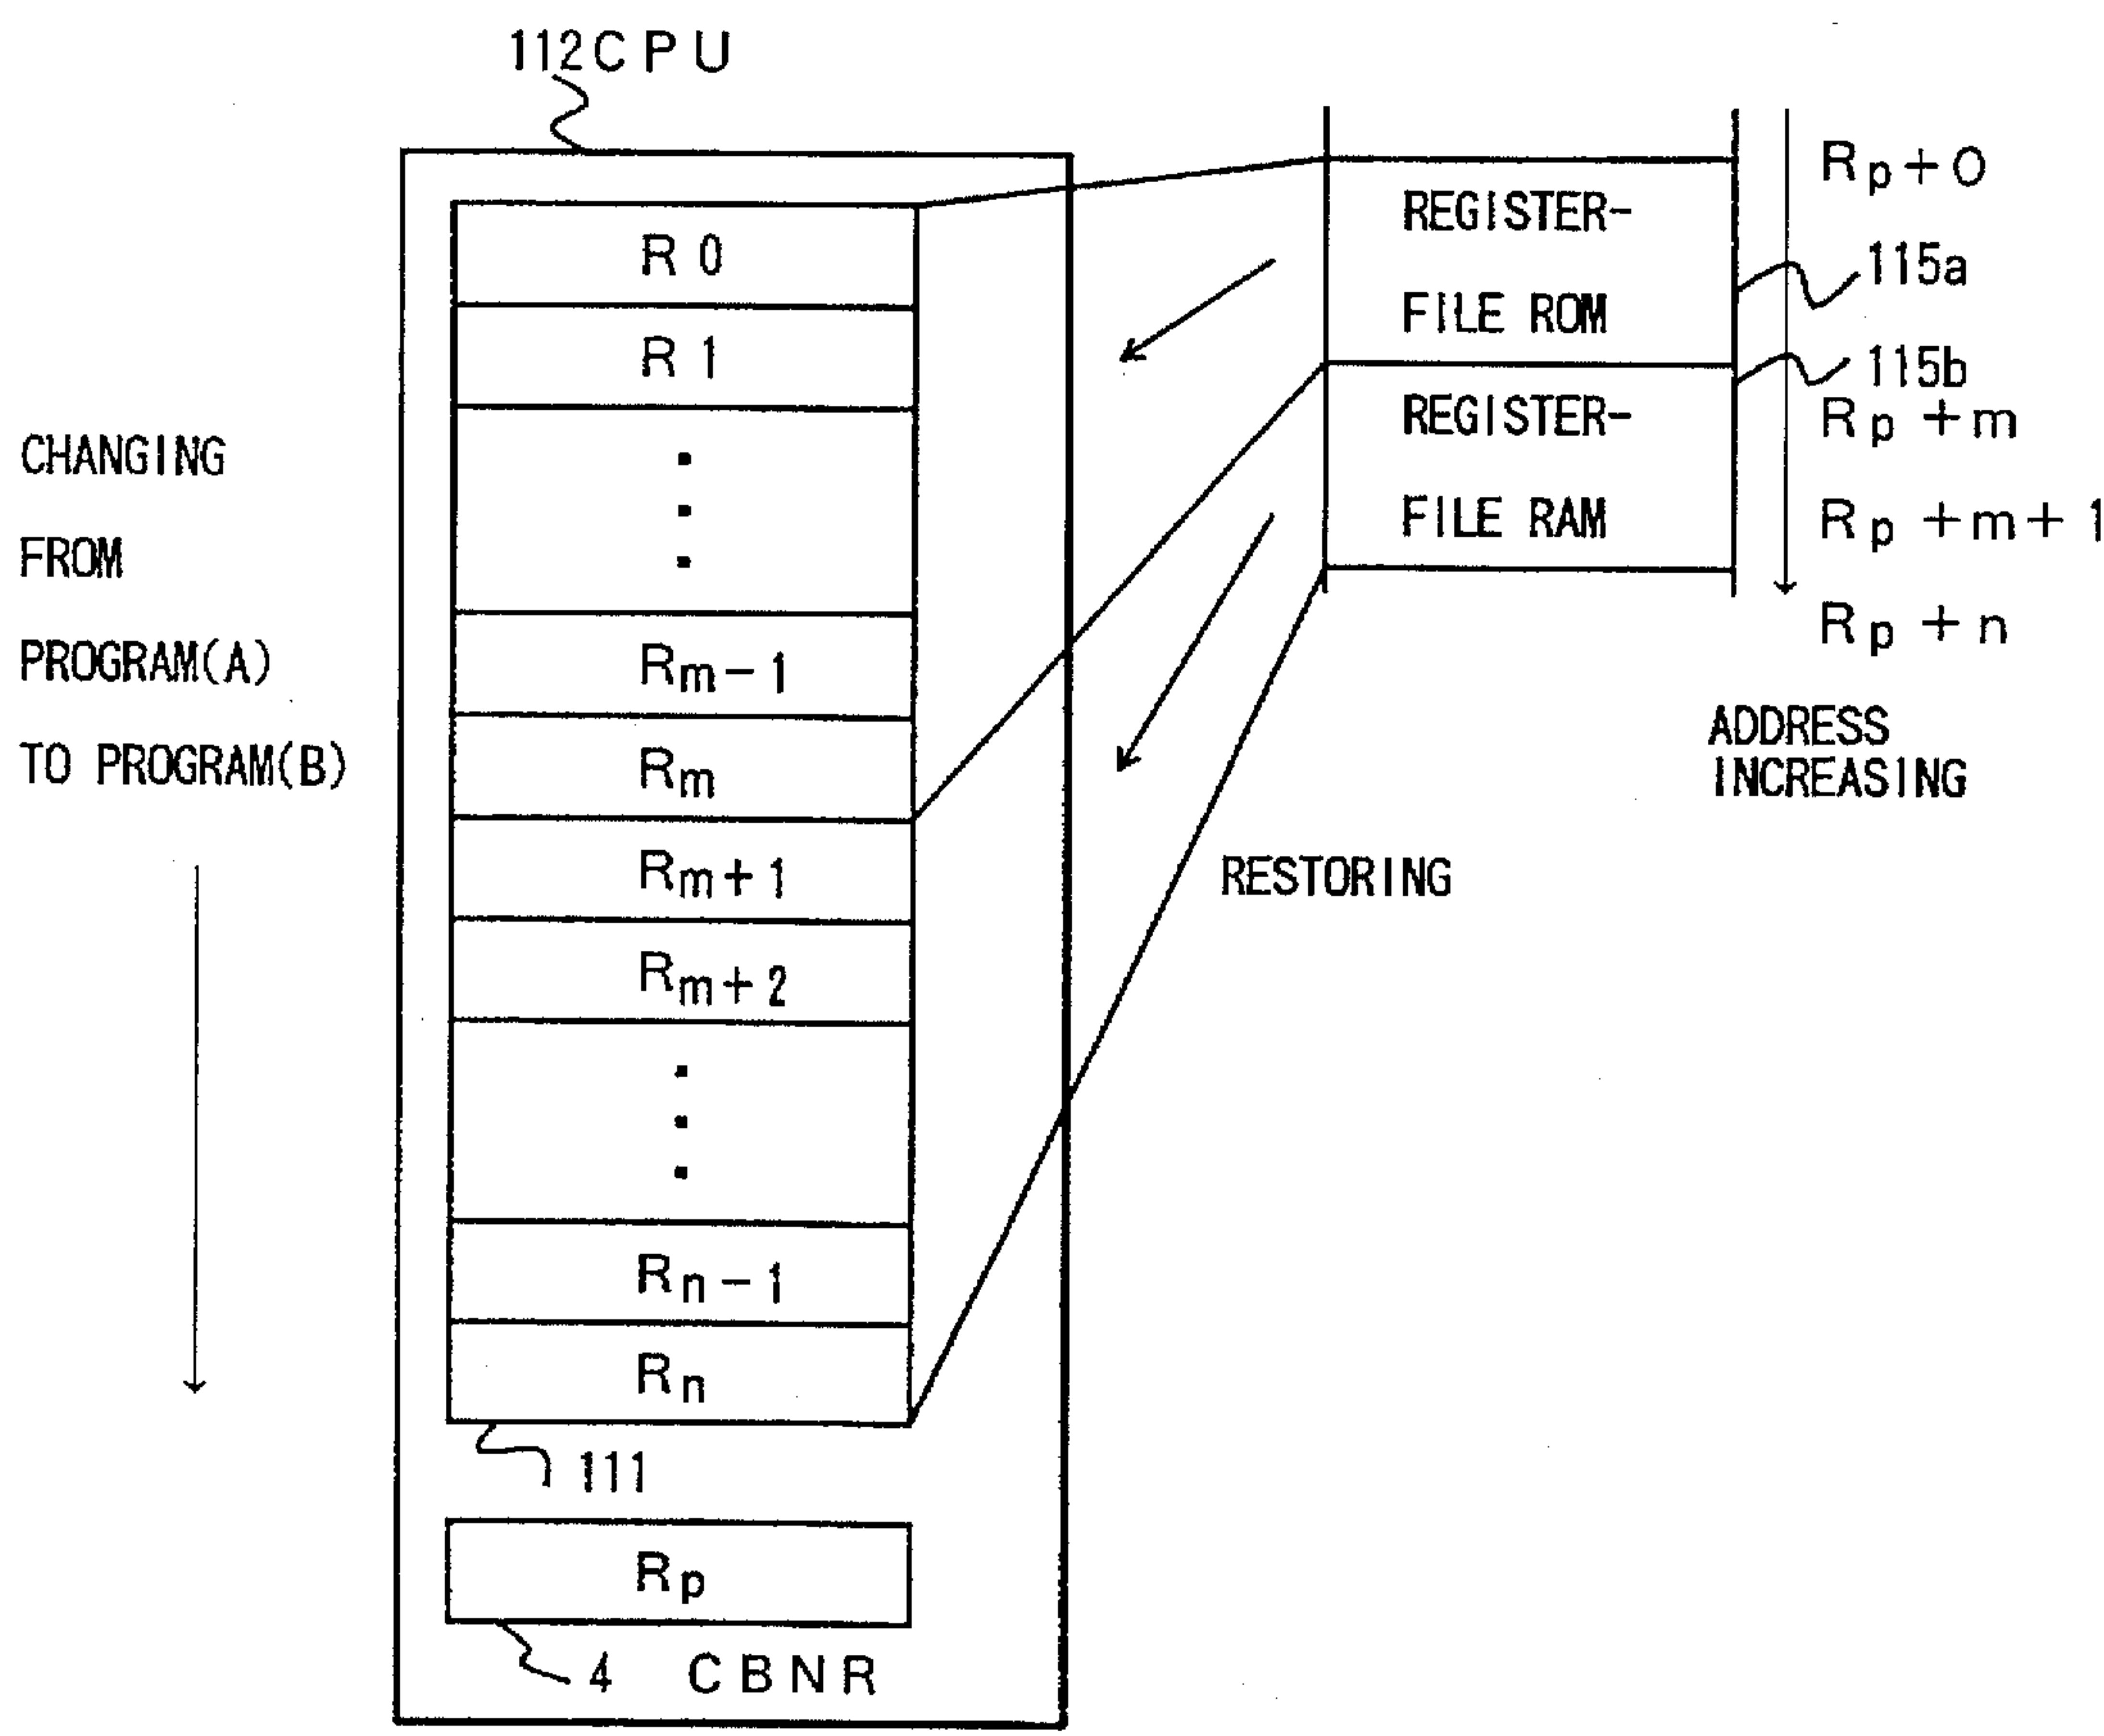 112CPU
R0
R1
Rm-1
Rm
Rm+1
Rm+2
Rn-1
Rn
111
Rp
4 CBNR
CHANGING
FROM
PROGRAM(A)
TO PROGRAM(B)
REGISTER-
FILE ROM
REGISTER-
FILE RAM
RESTORING
Rp+0
115a
115b
Rp+m
Rp+m+1
Rp+n
ADDRESS
INCREASING